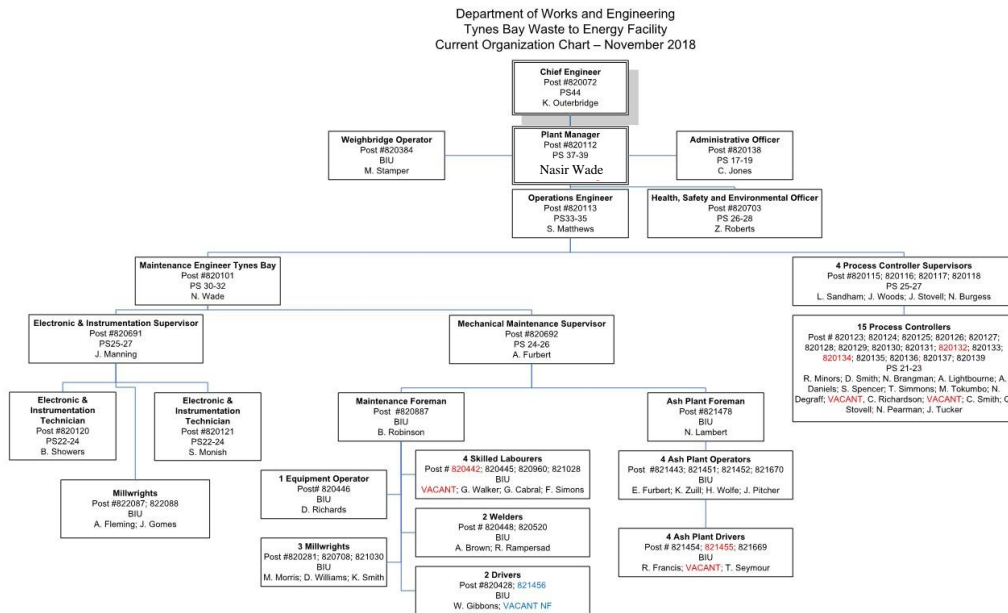 Department of Works and Engineering
Tynes Bay Waste to Energy Facility
Current Organization Chart – November 2018
Chief Engineer
Post #820072
PS44
K. Outerbridge
Weighbridge Operator
Post #820384
BIU
M. Stamper
Plant Manager
Post #820112
PS 37-39
Nasir Wade
Administrative Officer
Post #820138
PS 17-19
C. Jones
Operations Engineer
Post #820113
PS33-35
S. Matthews
Health, Safety and Environmental Officer
Post #820703
PS 26-28
Z. Roberts
Maintenance Engineer Tynes Bay
Post #820101
PS 30-32
N. Wade
4 Process Controller Supervisors
Post #820115; 820116; 820117; 820118
PS 25-27
L. Sandham; J. Woods; J. Stovell; N. Burgess
Electronic & Instrumentation Supervisor
Post #820691
PS25-27
J. Manning
Mechanical Maintenance Supervisor
Post #820692
PS 24-26
A. Furbert
15 Process Controllers
Post # 820123; 820124; 820125; 820126; 820127;
820128; 820129; 820130; 820131; 820132; 820133;
820134; 820135; 820136; 820137; 820139
PS 21-23
R. Minors; D. Smith; N. Brangman; A. Lightbourne; A.
Daniels; S. Spencer; T. Simmons; M. Tokumbo; N.
Degraff; VACANT, C. Richardson; VACANT; C. Smith; C
Stovell; N. Pearman; J. Tucker
Electronic &
Instrumentation
Technician
Post #820120
PS22-24
B. Showers
Electronic &
Instrumentation
Technician
Post #820121
PS22-24
S. Monish
Maintenance Foreman
Post #820887
BIU
B. Robinson
Ash Plant Foreman
Post #821478
BIU
N. Lambert
Millwrights
Post #822087; 822088
BIU
A. Fleming; J. Gomes
1 Equipment Operator
Post# 820446
BIU
D. Richards
4 Skilled Labourers
Post # 820442; 820445; 820960; 821028
BIU
VACANT; G. Walker; G. Cabral; F. Simons
4 Ash Plant Operators
Post #821443; 821451; 821452; 821670
BIU
E. Furbert; K. Zuill; H. Wolfe; J. Pitcher
2 Welders
Post # 820448; 820520
BIU
A. Brown; R. Rampersad
3 Millwrights
Post #820281; 820708; 821030
BIU
M. Morris; D. Williams; K. Smith
4 Ash Plant Drivers
Post # 821454; 821455; 821669
BIU
R. Francis; VACANT; T. Seymour
2 Drivers
Post #820428; 821456
BIU
W. Gibbons; VACANT NF